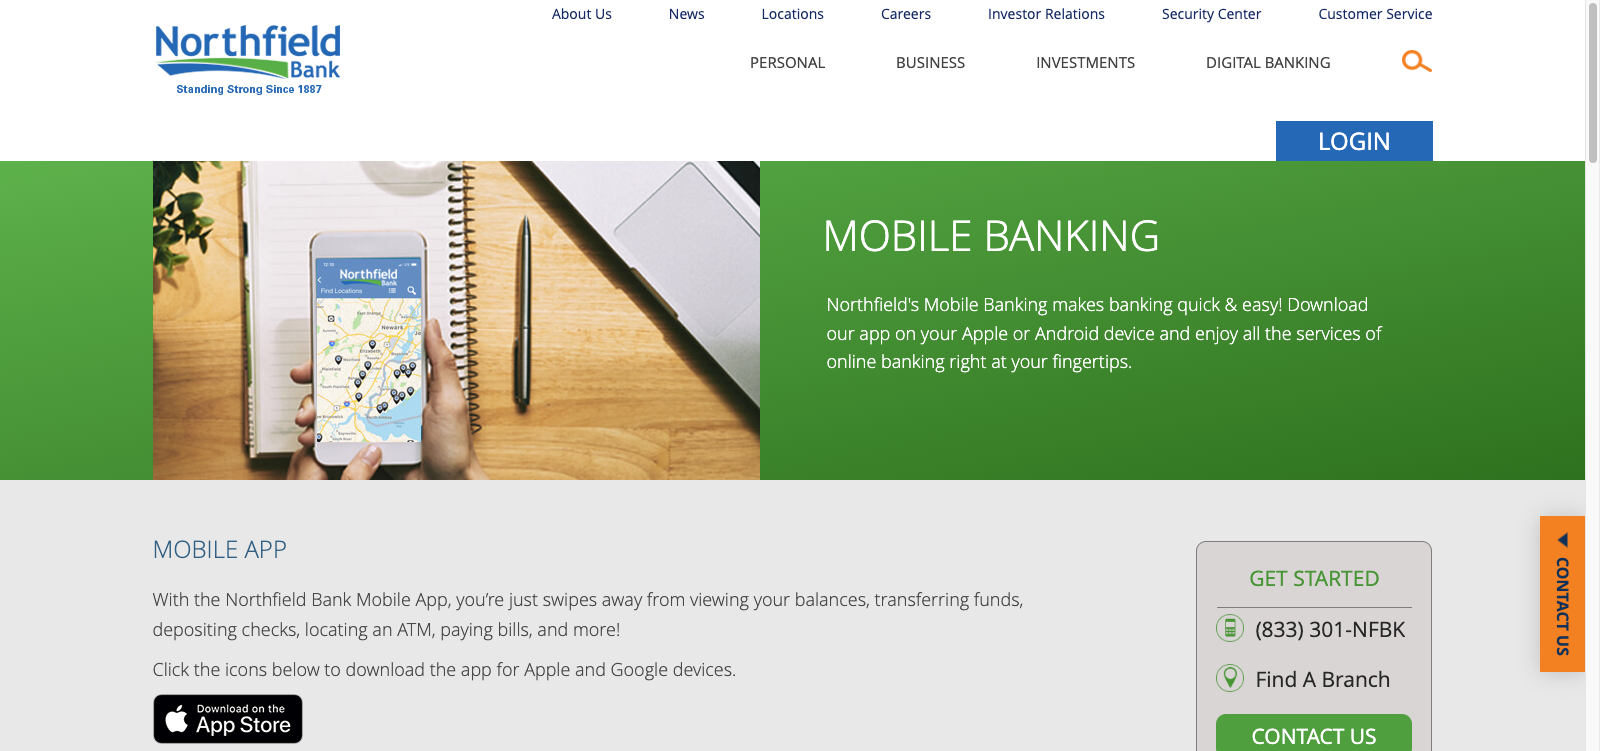 About Us
News
Locations
Careers
Investor Relations
Security Center
Customer Service
Northfield
Bank
Standing Strong Since 1887
PERSONAL
BUSINESS
INVESTMENTS
DIGITAL BANKING
LOGIN
Northfield
Bank
Find Locations
Newark
Elizabeth
MOBILE BANKING
Northfield's Mobile Banking makes banking quick & easy! Download
our app on your Apple or Android device and enjoy all the services of
online banking right at your fingertips.
MOBILE APP
With the Northfield Bank Mobile App, you’re just swipes away from viewing your balances, transferring funds,
depositing checks, locating an ATM, paying bills, and more!
Click the icons below to download the app for Apple and Google devices.
Download on the
App Store
GET STARTED
(833) 301-NFBK
Find A Branch
CONTACT US
CONTACT US